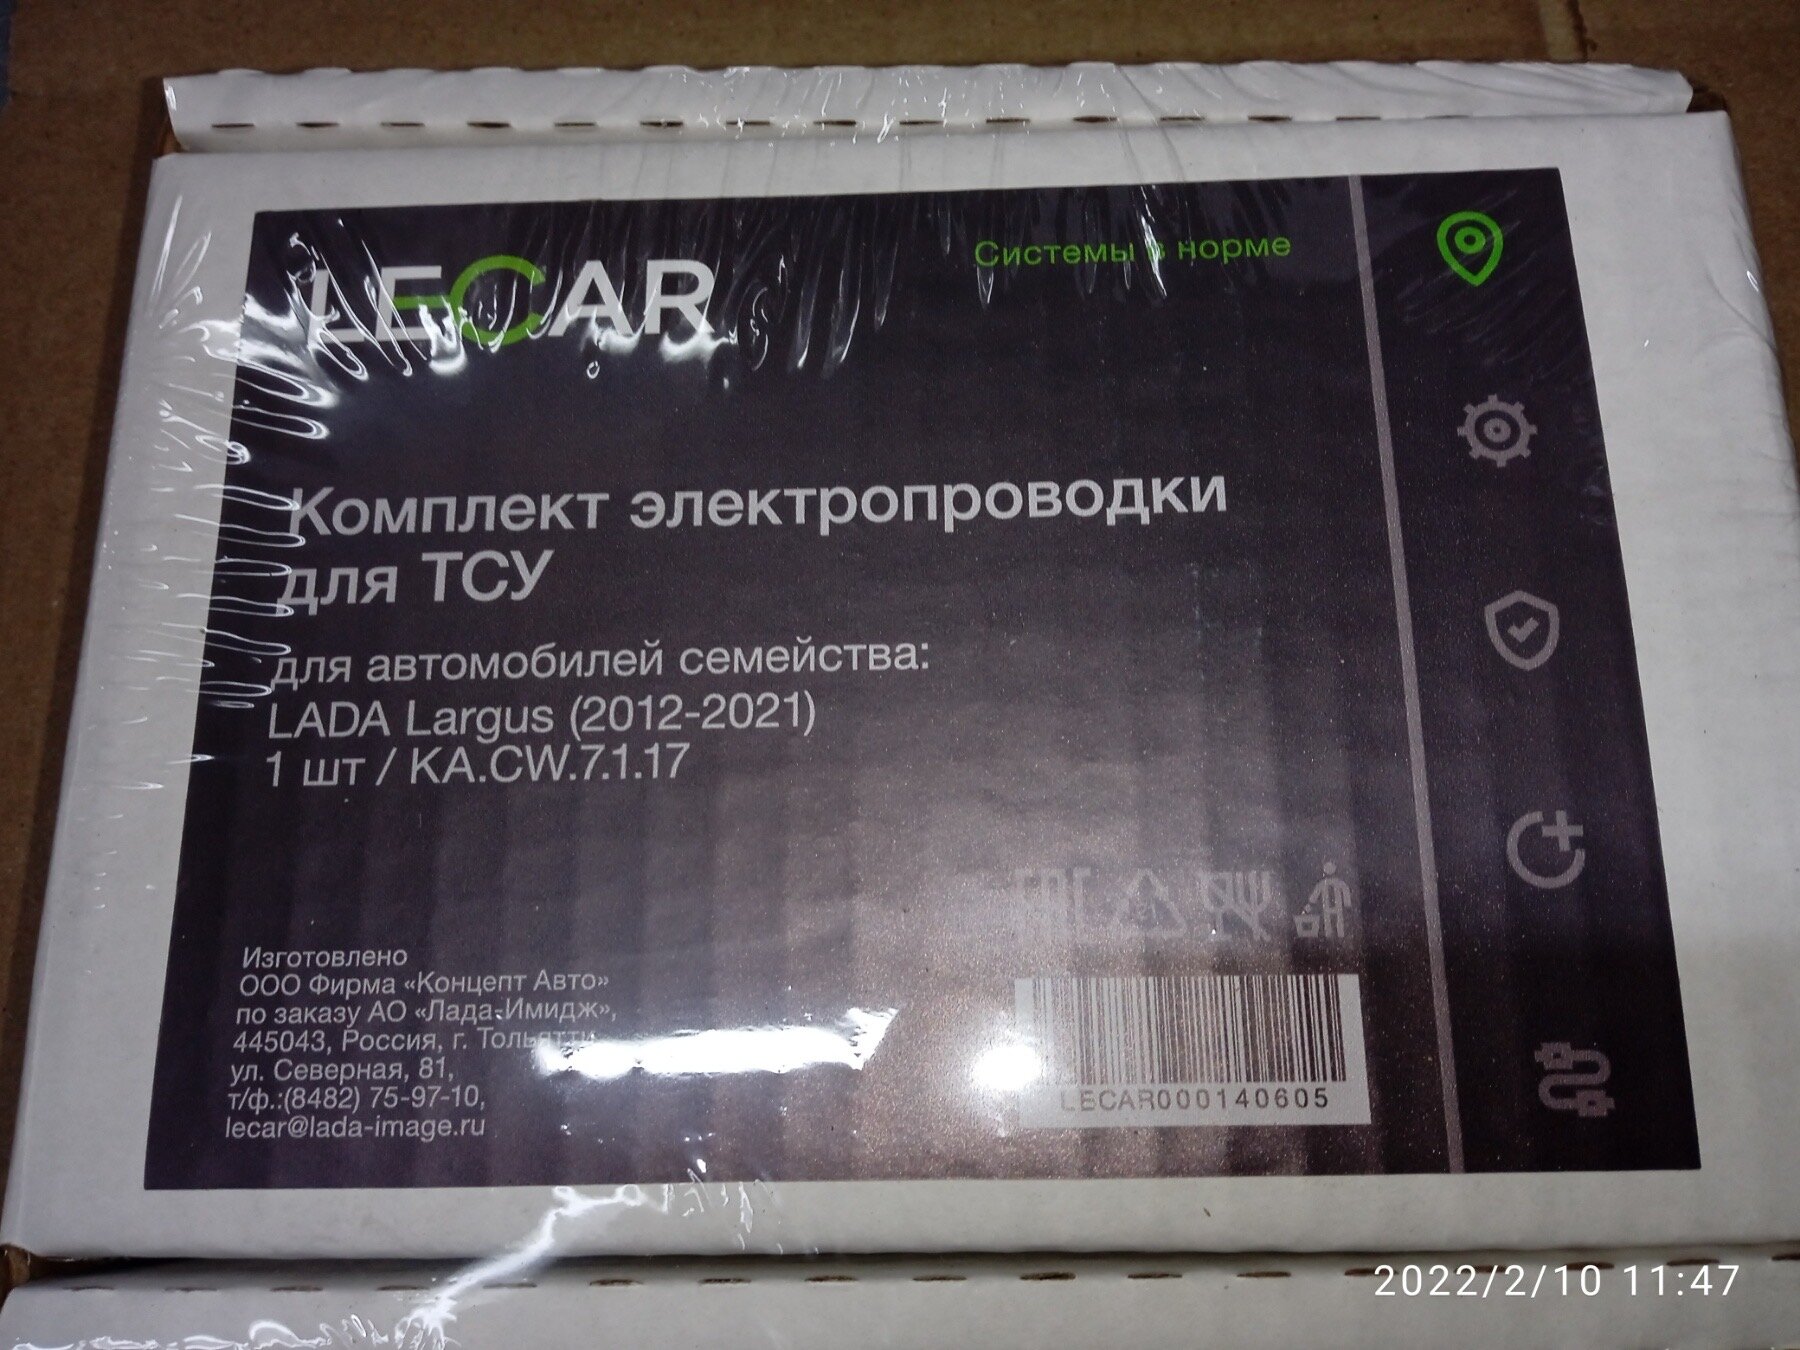 LECAR
Системы в норме
Комплект электропроводки
для ТСУ
для автомобилей семейства:
LADA Largus (2012-2021)
1 шт / KA.CW.7.1.17
EAC
Изготовлено
ООО Фирма «Концепт Авто»
по заказу АО «Лада-Имидж»,
445043, Россия, г. Тольятти,
ул. Северная, 81,
т/ф.:(8482) 75-97-10,
lecar@lada-image.ru
LECAR000140605
2022/2/10 11:47